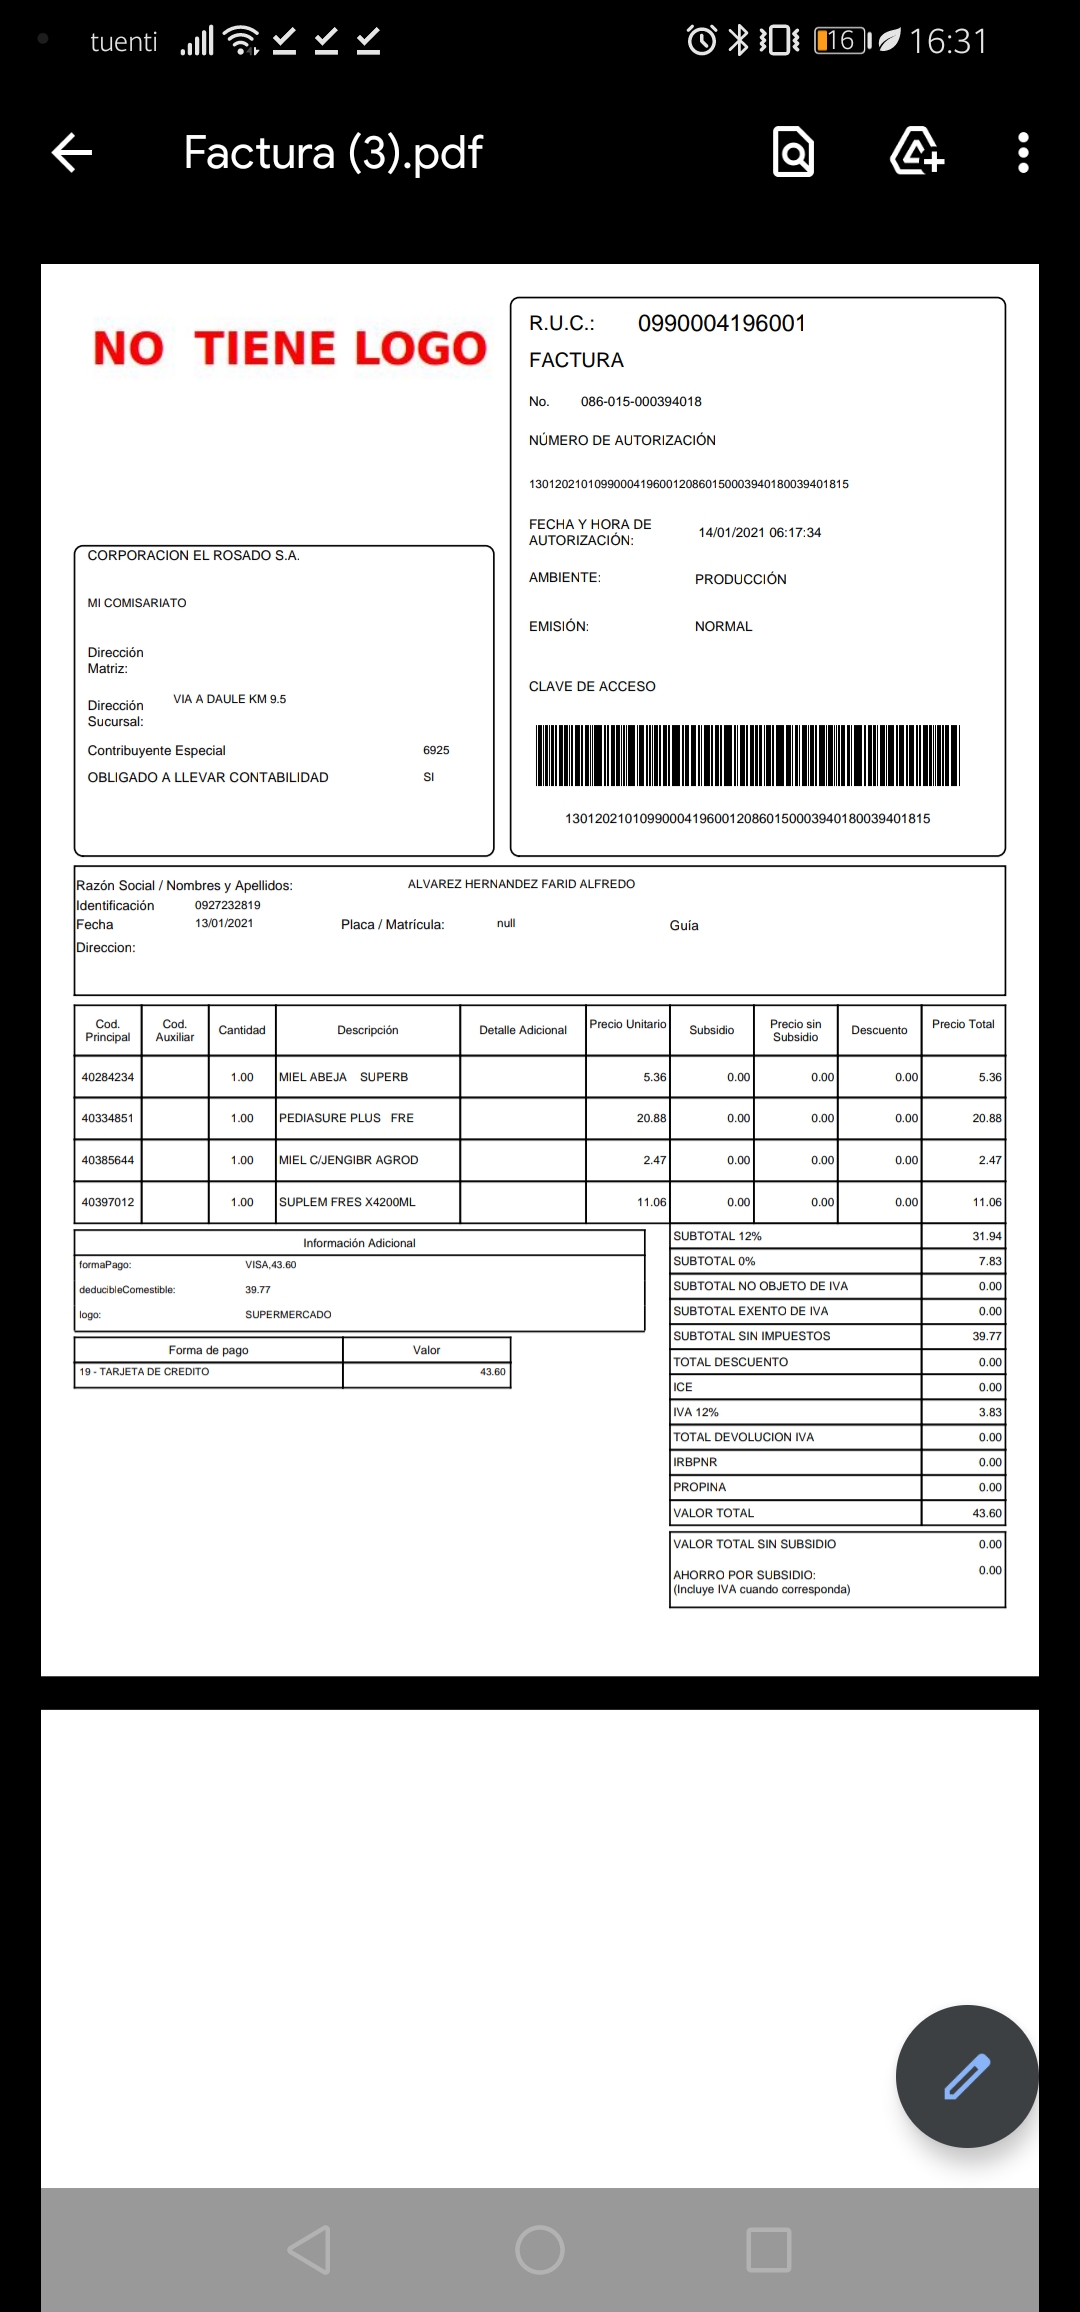 tuenti 16 16:31
Factura (3).pdf
NO TIENE LOGO
R.U.C.: 0990004196001
FACTURA
No. 086-015-000394018
NÚMERO DE AUTORIZACIÓN
1301202101099000419600120860150003940180039401815
FECHA Y HORA DE
AUTORIZACIÓN: 14/01/2021 06:17:34
AMBIENTE: PRODUCCIÓN
EMISIÓN: NORMAL
CLAVE DE ACCESO
1301202101099000419600120860150003940180039401815
CORPORACION EL ROSADO S.A.
MI COMISARIATO
Dirección
Matriz:
Dirección
Sucursal: VIA A DAULE KM 9.5
Contribuyente Especial 6925
OBLIGADO A LLEVAR CONTABILIDAD SI
Razón Social / Nombres y Apellidos: ALVAREZ HERNANDEZ FARID ALFREDO
Identificación 0927232819
Fecha 13/01/2021 Placa / Matrícula: null Guía
Direccion:
Cod. Principal Cod. Auxiliar Cantidad Descripción Detalle Adicional Precio Unitario Subsidio Precio sin Subsidio Descuento Precio Total
40284234 1.00 MIEL ABEJA SUPERB 5.36 0.00 0.00 0.00 5.36
40334851 1.00 PEDIASURE PLUS FRE 20.88 0.00 0.00 0.00 20.88
40385644 1.00 MIEL C/JENGIBR AGROD 2.47 0.00 0.00 0.00 2.47
40397012 1.00 SUPLEM FRES X4200ML 11.06 0.00 0.00 0.00 11.06
Información Adicional
formaPago: VISA,43.60
deducibleComestible: 39.77
logo: SUPERMERCADO
Forma de pago Valor
19 - TARJETA DE CREDITO 43.60
SUBTOTAL 12% 31.94
SUBTOTAL 0% 7.83
SUBTOTAL NO OBJETO DE IVA 0.00
SUBTOTAL EXENTO DE IVA 0.00
SUBTOTAL SIN IMPUESTOS 39.77
TOTAL DESCUENTO 0.00
ICE 0.00
IVA 12% 3.83
TOTAL DEVOLUCION IVA 0.00
IRBPNR 0.00
PROPINA 0.00
VALOR TOTAL 43.60
VALOR TOTAL SIN SUBSIDIO 0.00
AHORRO POR SUBSIDIO: 0.00
(Incluye IVA cuando corresponda)